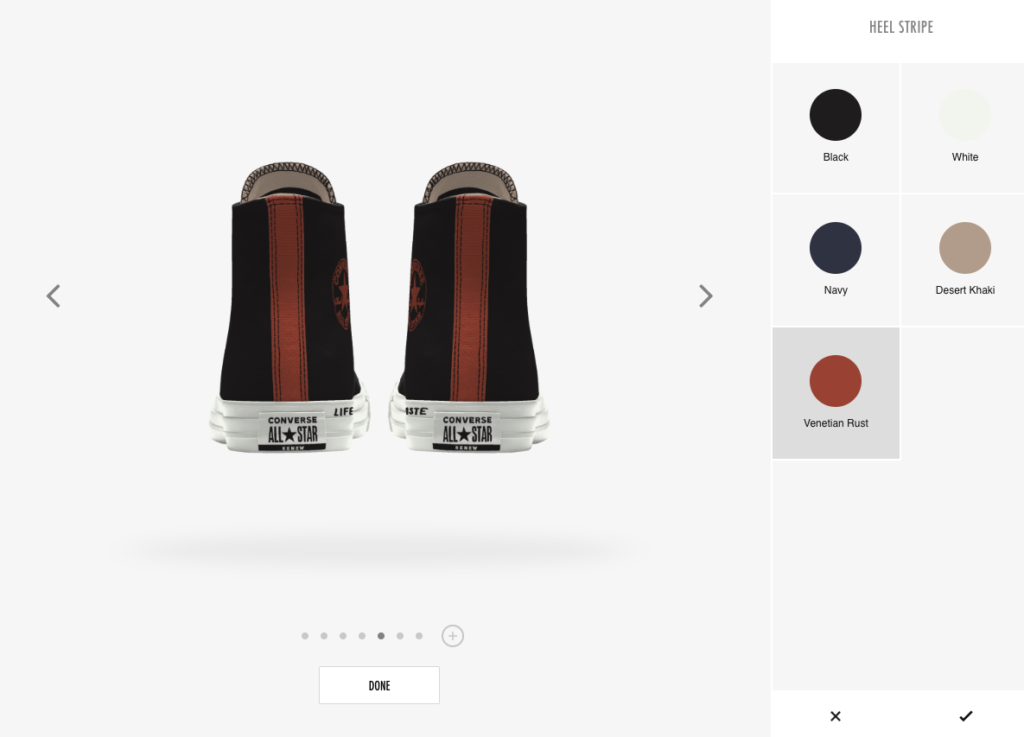 HEEL STRIPE
Black
White
Navy
Desert Khaki
Venetian Rust
LIFE
CONVERSE
ALL★STAR
RENEW
CONVERSE
ALL★STAR
RENEW
DONE